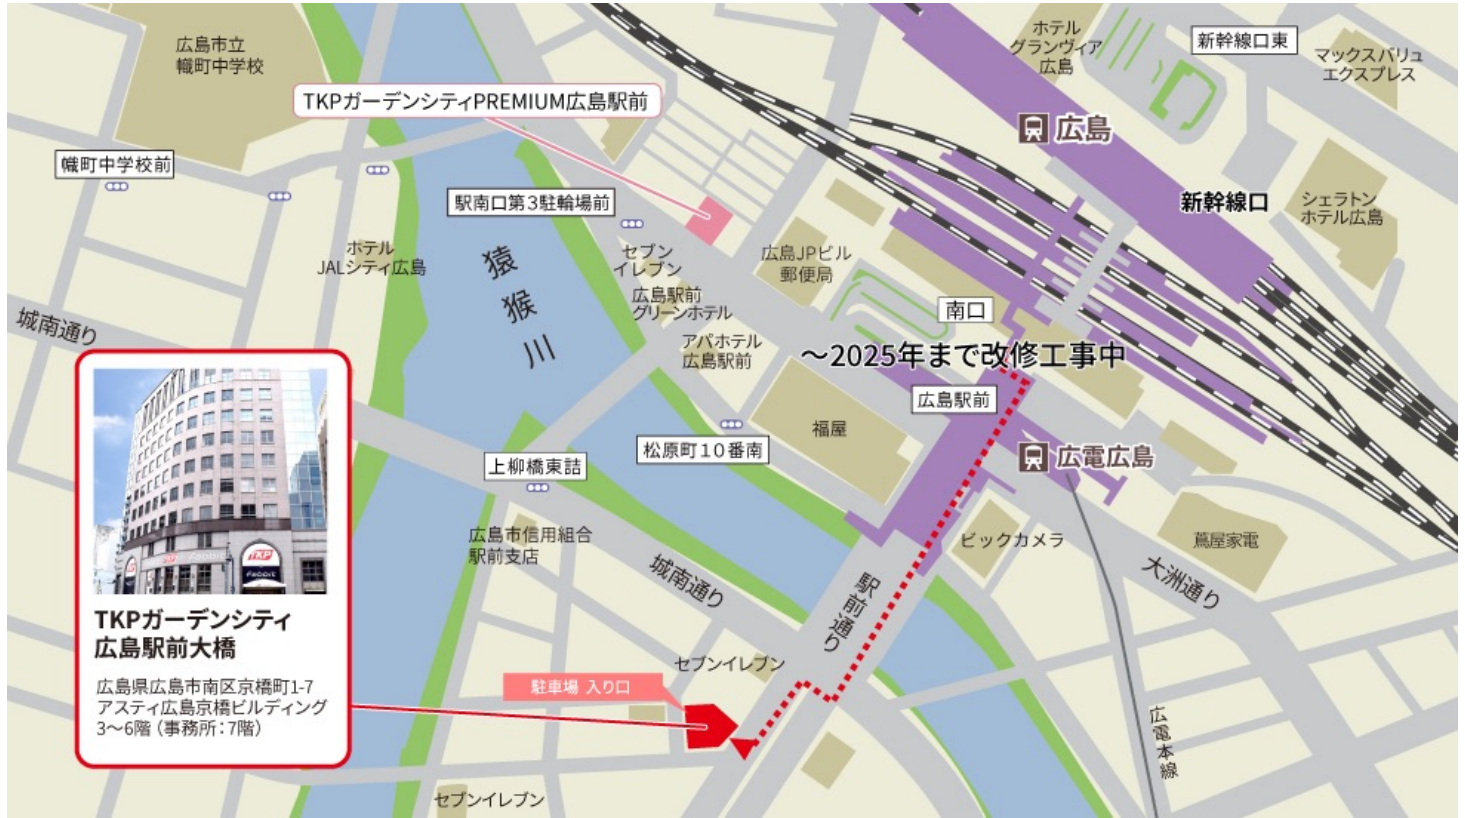 広島市立
幟町中学校
ホテル
グランヴィア
広島
新幹線口東
マックスバリュ
エクスプレス
TKPガーデンシティPREMIUM広島駅前
広島
幟町中学校前
駅南口第3駐輪場前
新幹線口
シェラトン
ホテル広島
ホテル
JALシティ広島
猿猴川
セブン
イレブン
広島JPビル
郵便局
広島駅前
グリーンホテル
南口
城南通り
アパホテル
広島駅前
〜2025年まで改修工事中
広島駅前
福屋
松原町10番南
上柳橋東詰
広電広島
広島市信用組合
駅前支店
ビックカメラ
蔦屋家電
城南通り
駅前通り
大洲通り
TKP
fabbit
TKP
fabbit
TKPガーデンシティ
広島駅前大橋
広島県広島市南区京橋町1-7
アスティ広島京橋ビルディング
3〜6階（事務所：7階）
セブンイレブン
駐車場 入り口
広電本線
セブンイレブン